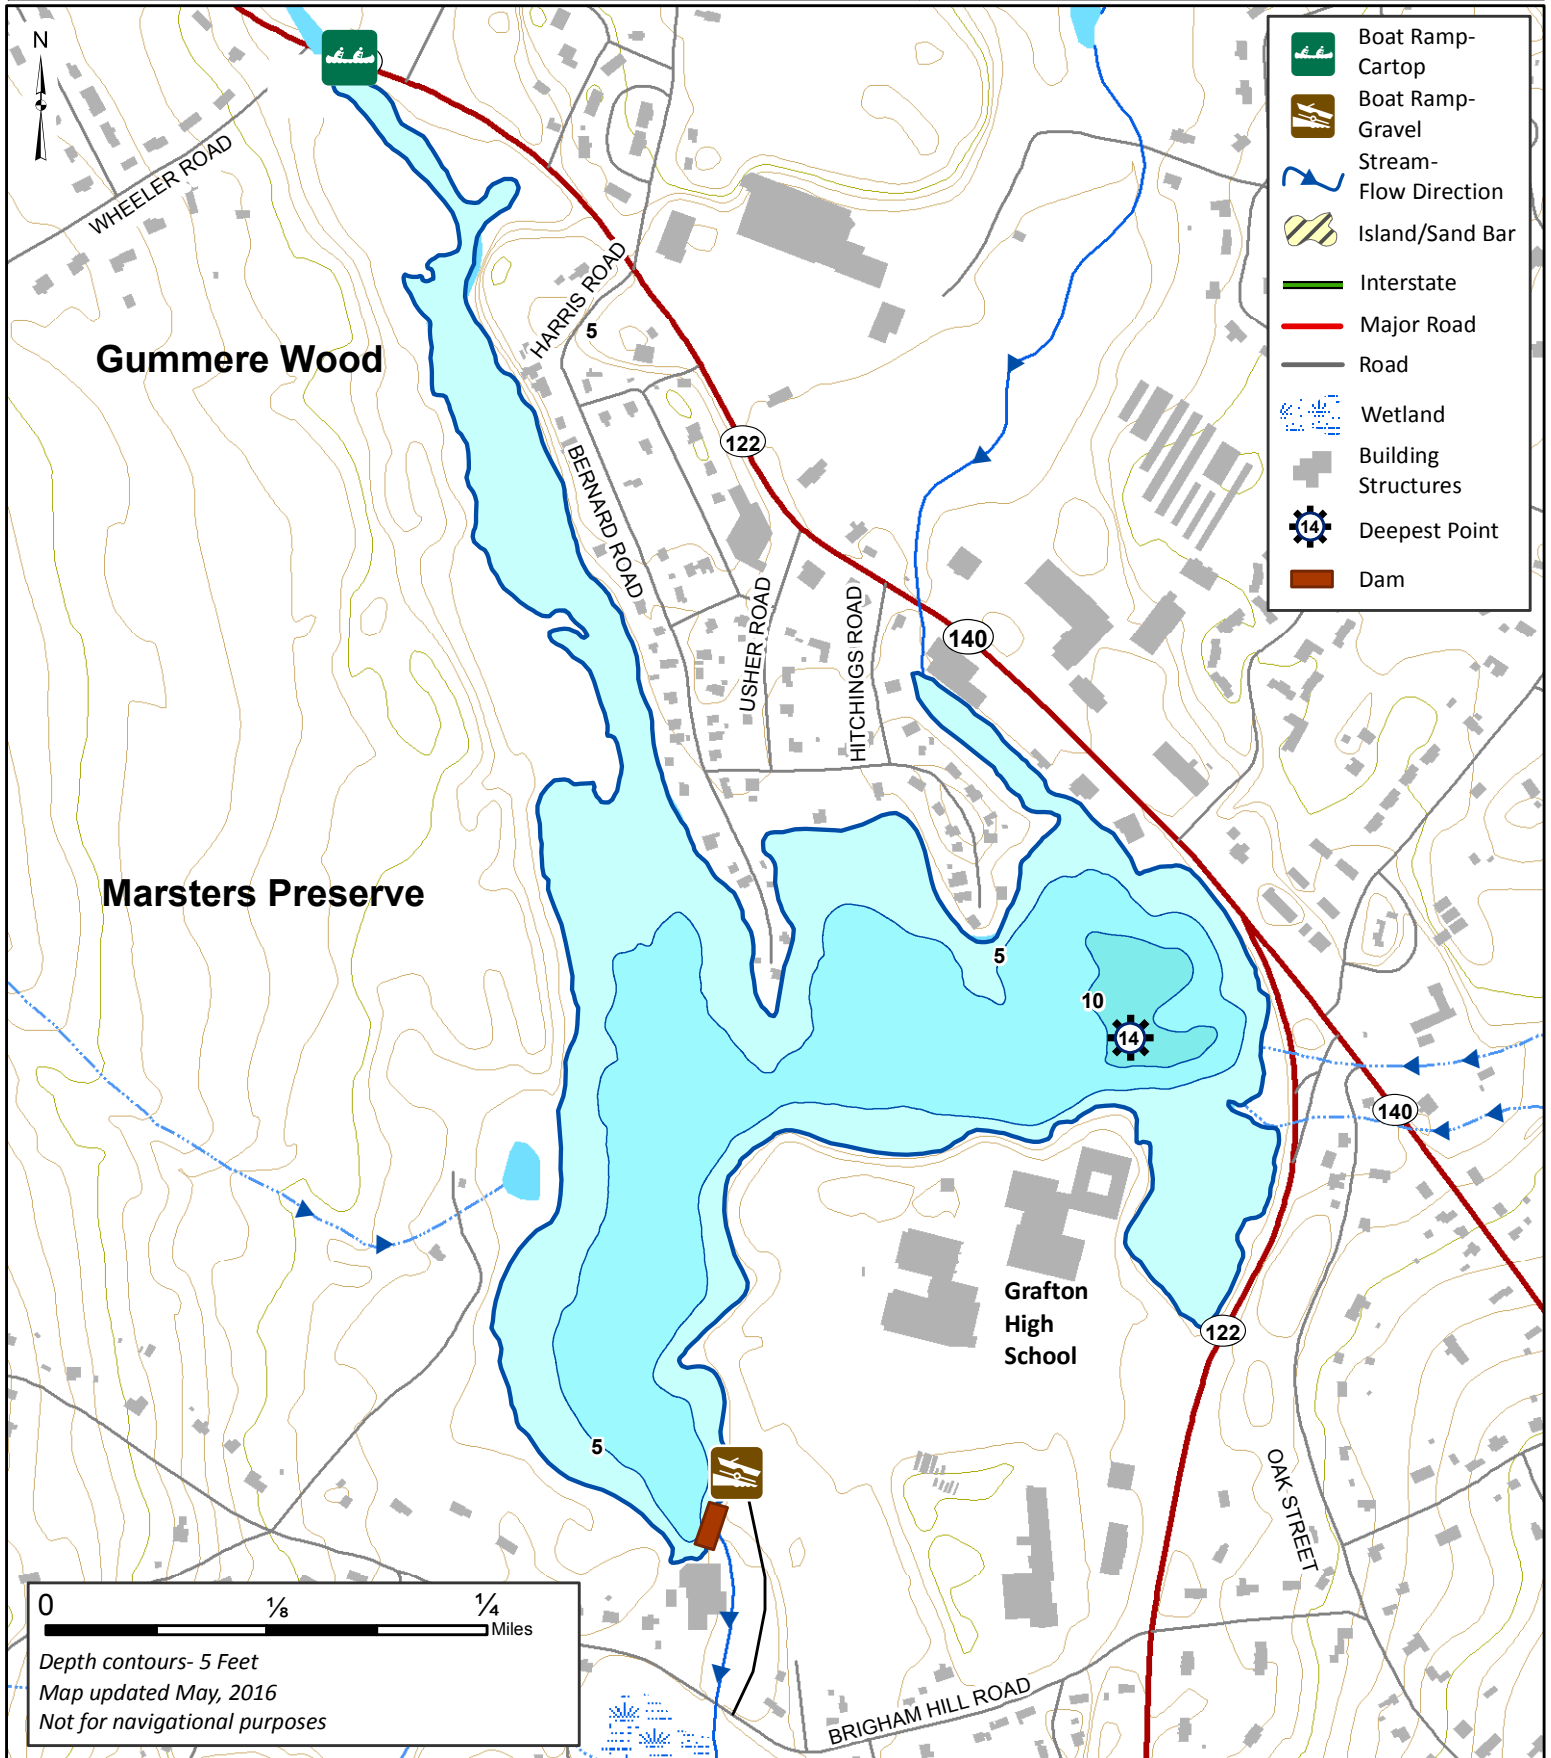 N
Boat Ramp-
Cartop
Boat Ramp-
Gravel
Stream-
Flow Direction
Island/Sand Bar
Interstate
Major Road
Road
Wetland
Building
Structures
14
Deepest Point
Dam
WHEELER ROAD
HARRIS ROAD
5
Gummere Wood
122
BERNARD ROAD
USHER ROAD
HITCHINGS ROAD
140
Marsters Preserve
5
10
14
140
Grafton
High
School
122
5
OAK STREET
BRIGHAM HILL ROAD
0 ⅛ ¼
Miles
Depth contours- 5 Feet
Map updated May, 2016
Not for navigational purposes